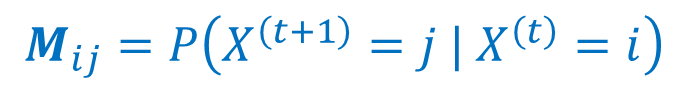 M_{ij} = P(X^{(t+1)} = j | X^{(t)} = i)